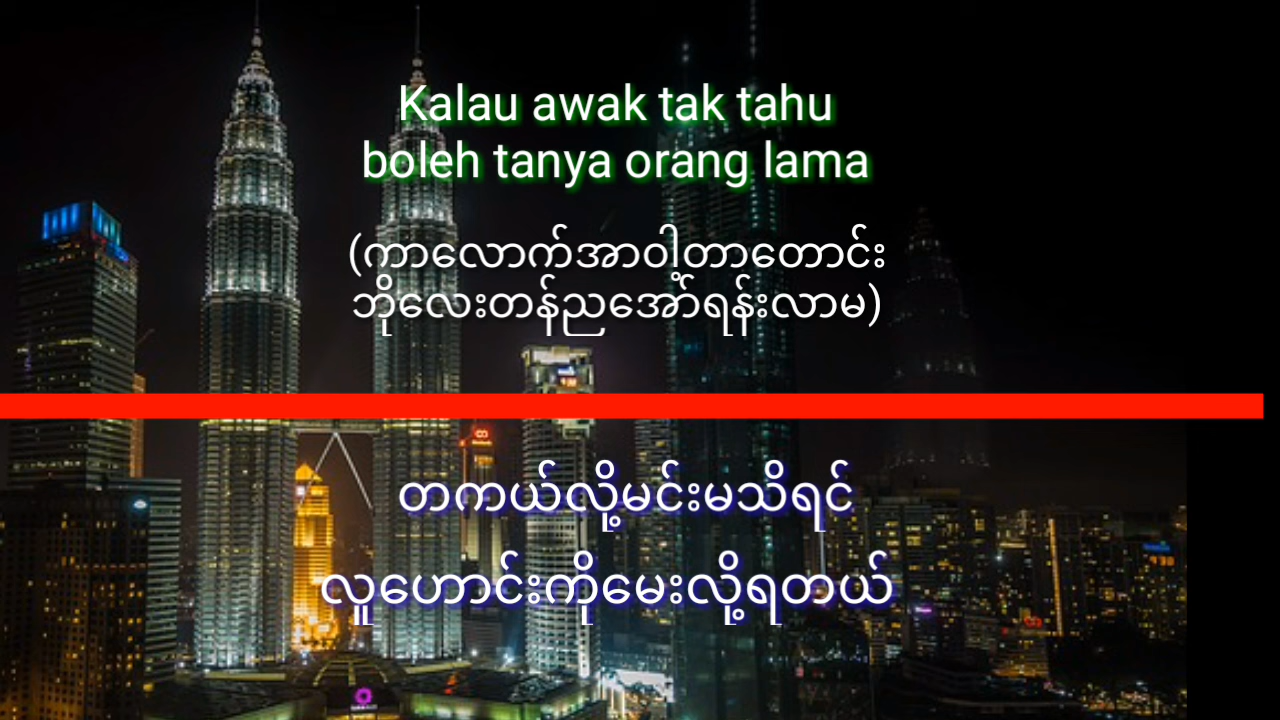 Kalau awak tak tahu
boleh tanya orang lama
(ကာလောက်အာဝါ့တာတောင်း
ဘိုလေးတန်ညအော်ရန်းလာမ)
တကယ်လို့မင်းမသိရင်
လူဟောင်းကိုမေးလို့ရတယ်